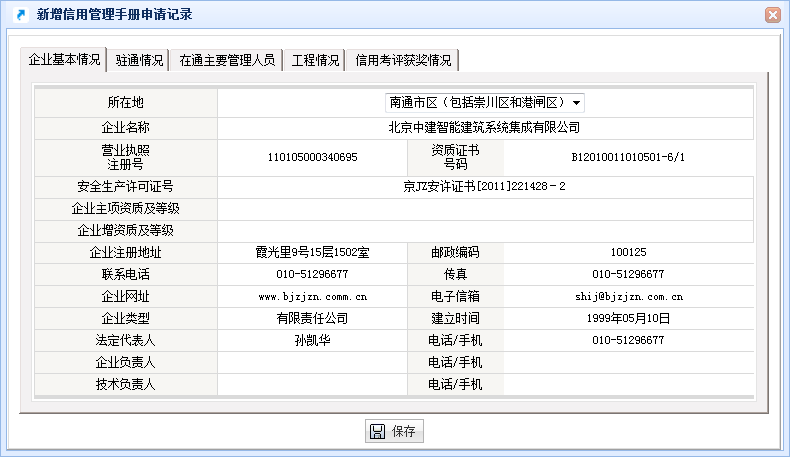 新增信用管理手册申请记录
企业基本情况 驻通情况 在通主要管理人员 工程情况 信用考评获奖情况
所在地 南通市区（包括崇川区和港闸区）
企业名称 北京中建智能建筑系统集成有限公司
营业执照
注册号 110105000340695 资质证书
号码 B12010011010501-6/1
安全生产许可证号 京JZ安许证书[2011]221428－2
企业主项资质及等级
企业增资质及等级
企业注册地址 霞光里9号15层1502室 邮政编码 100125
联系电话 010-51296677 传真 010-51296677
企业网址 www.bjzjzn.comm.cn 电子信箱 shij@bjzjzn.com.cn
企业类型 有限责任公司 建立时间 1999年05月10日
法定代表人 孙凯华 电话/手机 010-51296677
企业负责人 电话/手机
技术负责人 电话/手机
保存